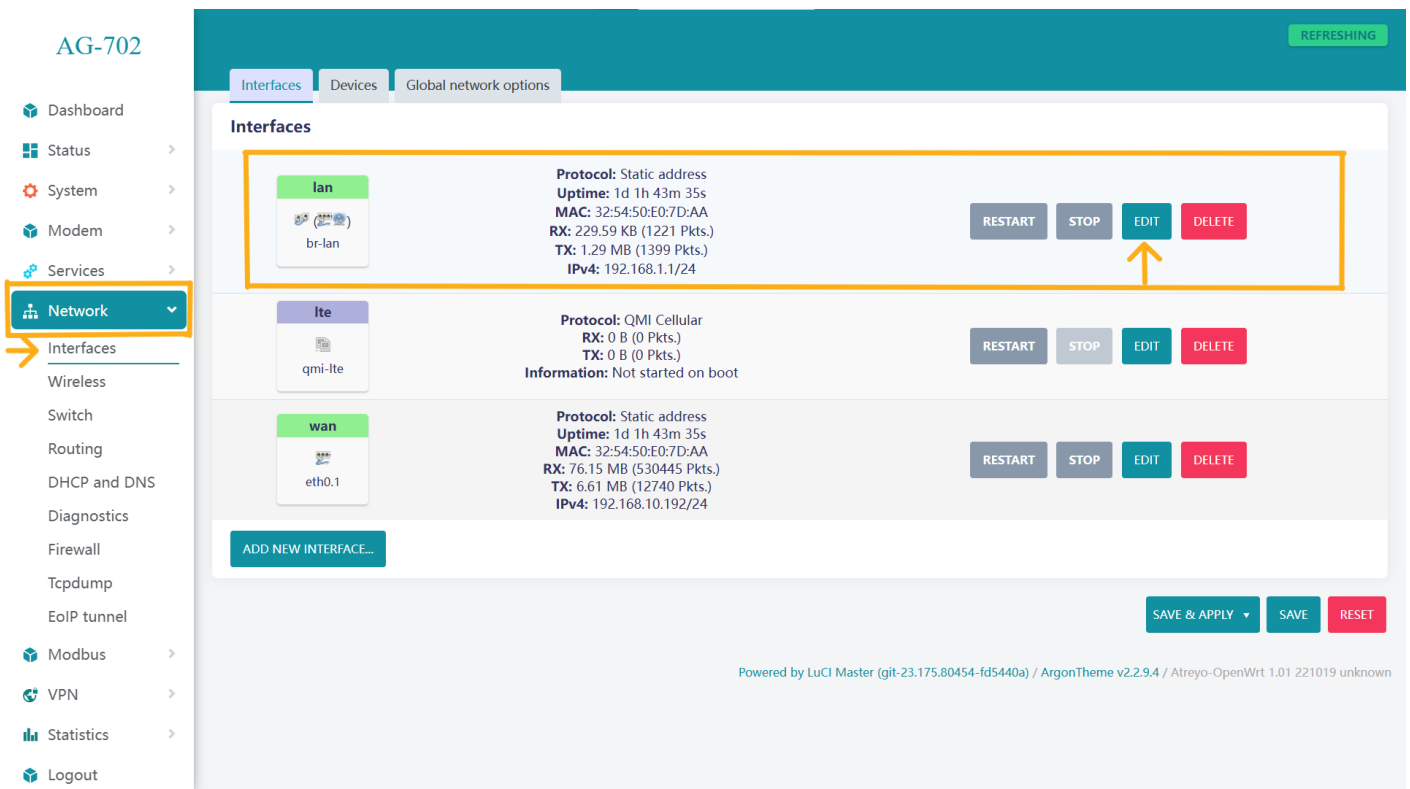 AG-702
Dashboard
Status
System
Modem
Services
Network
Interfaces
Wireless
Switch
Routing
DHCP and DNS
Diagnostics
Firewall
Tcpdump
EoIP tunnel
Modbus
VPN
Statistics
Logout
REFRESHING
Interfaces Devices Global network options
Interfaces
lan
br-lan
Protocol: Static address
Uptime: 1d 1h 43m 35s
MAC: 32:54:50:E0:7D:AA
RX: 229.59 KB (1221 Pkts.)
TX: 1.29 MB (1399 Pkts.)
IPv4: 192.168.1.1/24
RESTART STOP EDIT DELETE
lte
qmi-lte
Protocol: QMI Cellular
RX: 0 B (0 Pkts.)
TX: 0 B (0 Pkts.)
Information: Not started on boot
RESTART STOP EDIT DELETE
wan
eth0.1
Protocol: Static address
Uptime: 1d 1h 43m 35s
MAC: 32:54:50:E0:7D:AA
RX: 76.15 MB (530445 Pkts.)
TX: 6.61 MB (12740 Pkts.)
IPv4: 192.168.10.192/24
RESTART STOP EDIT DELETE
ADD NEW INTERFACE...
SAVE & APPLY SAVE RESET
Powered by LuCI Master (git-23.175.80454-fd5440a) / ArgonTheme v2.2.9.4 / Atreyo-OpenWrt 1.01 221019 unknown